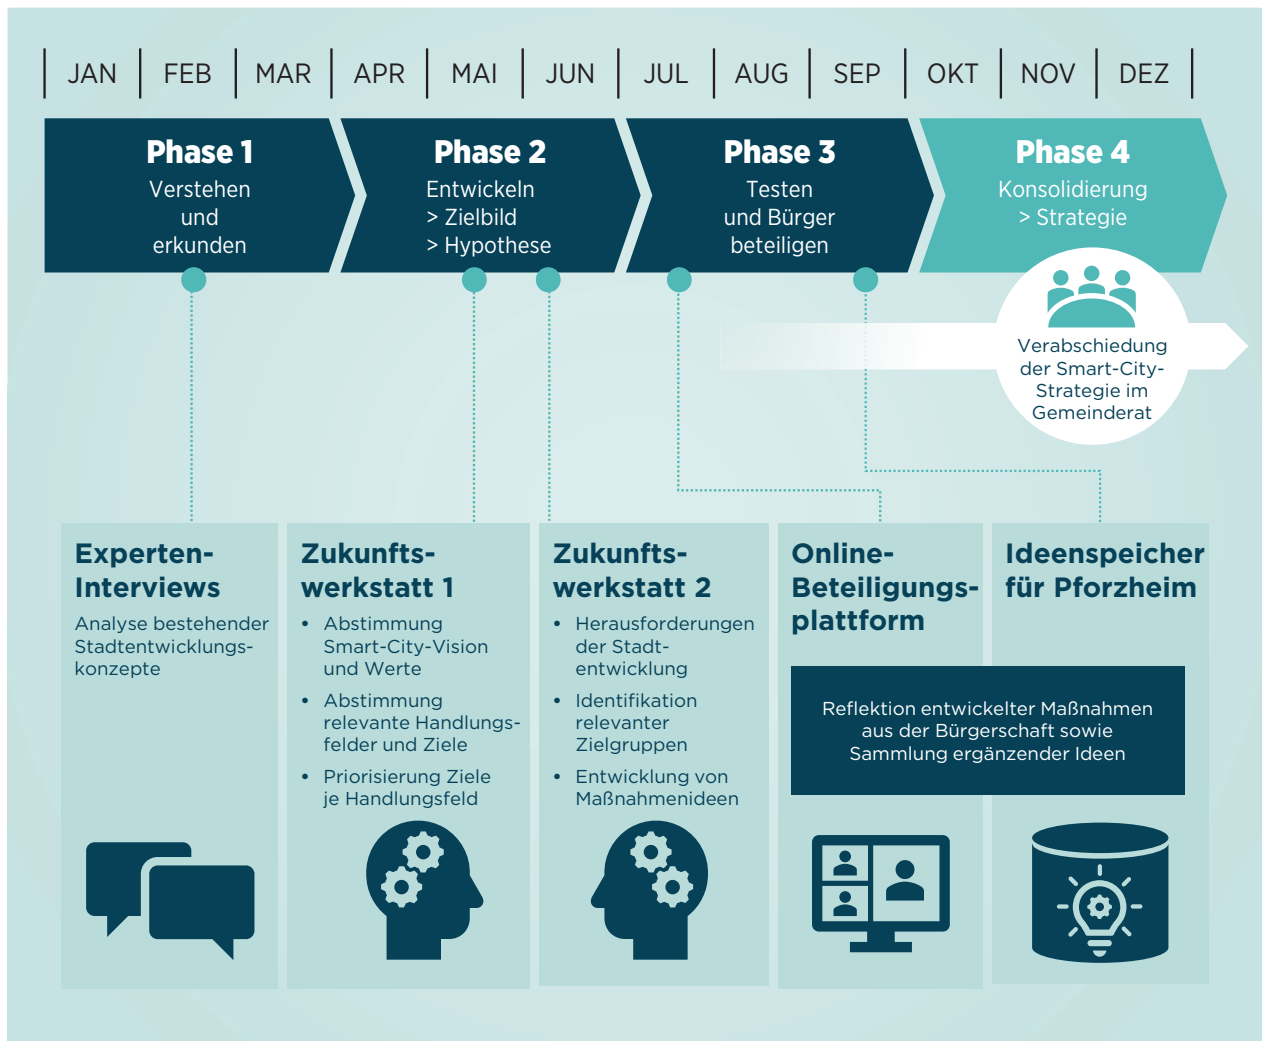 JAN FEB MAR APR MAI JUN JUL AUG SEP OKT NOV DEZ
Phase 1
Verstehen
und
erkunden
Phase 2
Entwickeln
> Zielbild
> Hypothese
Phase 3
Testen
und Bürger
beteiligen
Phase 4
Konsolidierung
> Strategie
Verabschiedung
der Smart-City-
Strategie im
Gemeinderat
Experten-
Interviews
Analyse bestehender
Stadtentwicklungs-
konzepte
Zukunfts-
werkstatt 1
• Abstimmung
Smart-City-Vision
und Werte
• Abstimmung
relevante Handlungs-
felder und Ziele
• Priorisierung Ziele
je Handlungsfeld
Zukunfts-
werkstatt 2
• Herausforderungen
der Stadt-
entwicklung
• Identifikation
relevanter
Zielgruppen
• Entwicklung von
Maßnahmenideen
Online-
Beteiligungs-
plattform
Ideenspeicher
für Pforzheim
Reflektion entwickelter Maßnahmen
aus der Bürgerschaft sowie
Sammlung ergänzender Ideen